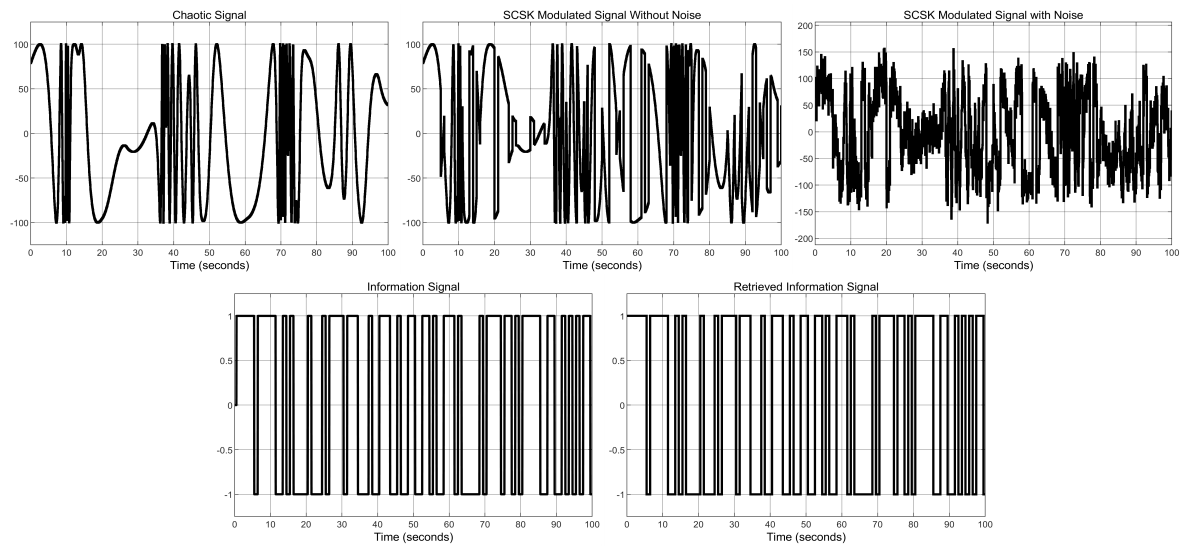 Chaotic Signal
100
50
0
-50
-100
0 10 20 30 40 50 60 70 80 90 100
Time (seconds)
SCSK Modulated Signal Without Noise
100
50
0
-50
-100
0 10 20 30 40 50 60 70 80 90 100
Time (seconds)
SCSK Modulated Signal with Noise
200
150
100
50
0
-50
-100
-150
-200
0 10 20 30 40 50 60 70 80 90 100
Time (seconds)
Information Signal
1
0.5
0
-0.5
-1
0 10 20 30 40 50 60 70 80 90 100
Time (seconds)
Retrieved Information Signal
1
0.5
0
-0.5
-1
0 10 20 30 40 50 60 70 80 90 100
Time (seconds)